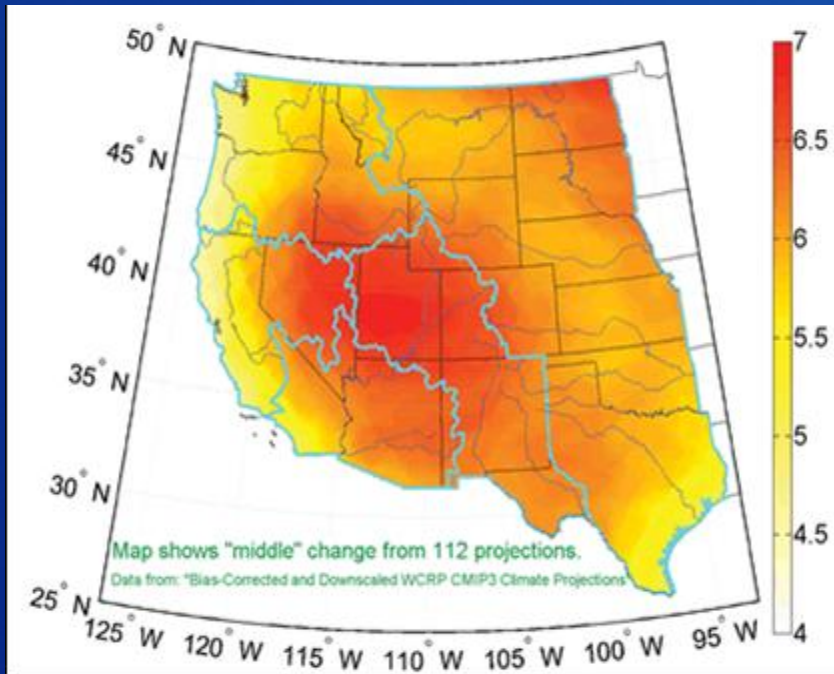 50° N
45° N
40° N
35° N
30° N
25° N
125° W
120° W
115° W
110° W
105° W
100° W
95° W
7
6.5
6
5.5
5
4.5
4
Map shows "middle" change from 112 projections.
Data from: "Bias-Corrected and Downscaled WCRP CMIP3 Climate Projections"